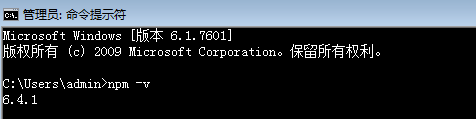 管理员: 命令提示符
Microsoft Windows [版本 6.1.7601]
版权所有 (c) 2009 Microsoft Corporation。保留所有权利。
C:\Users\admin>npm -v
6.4.1